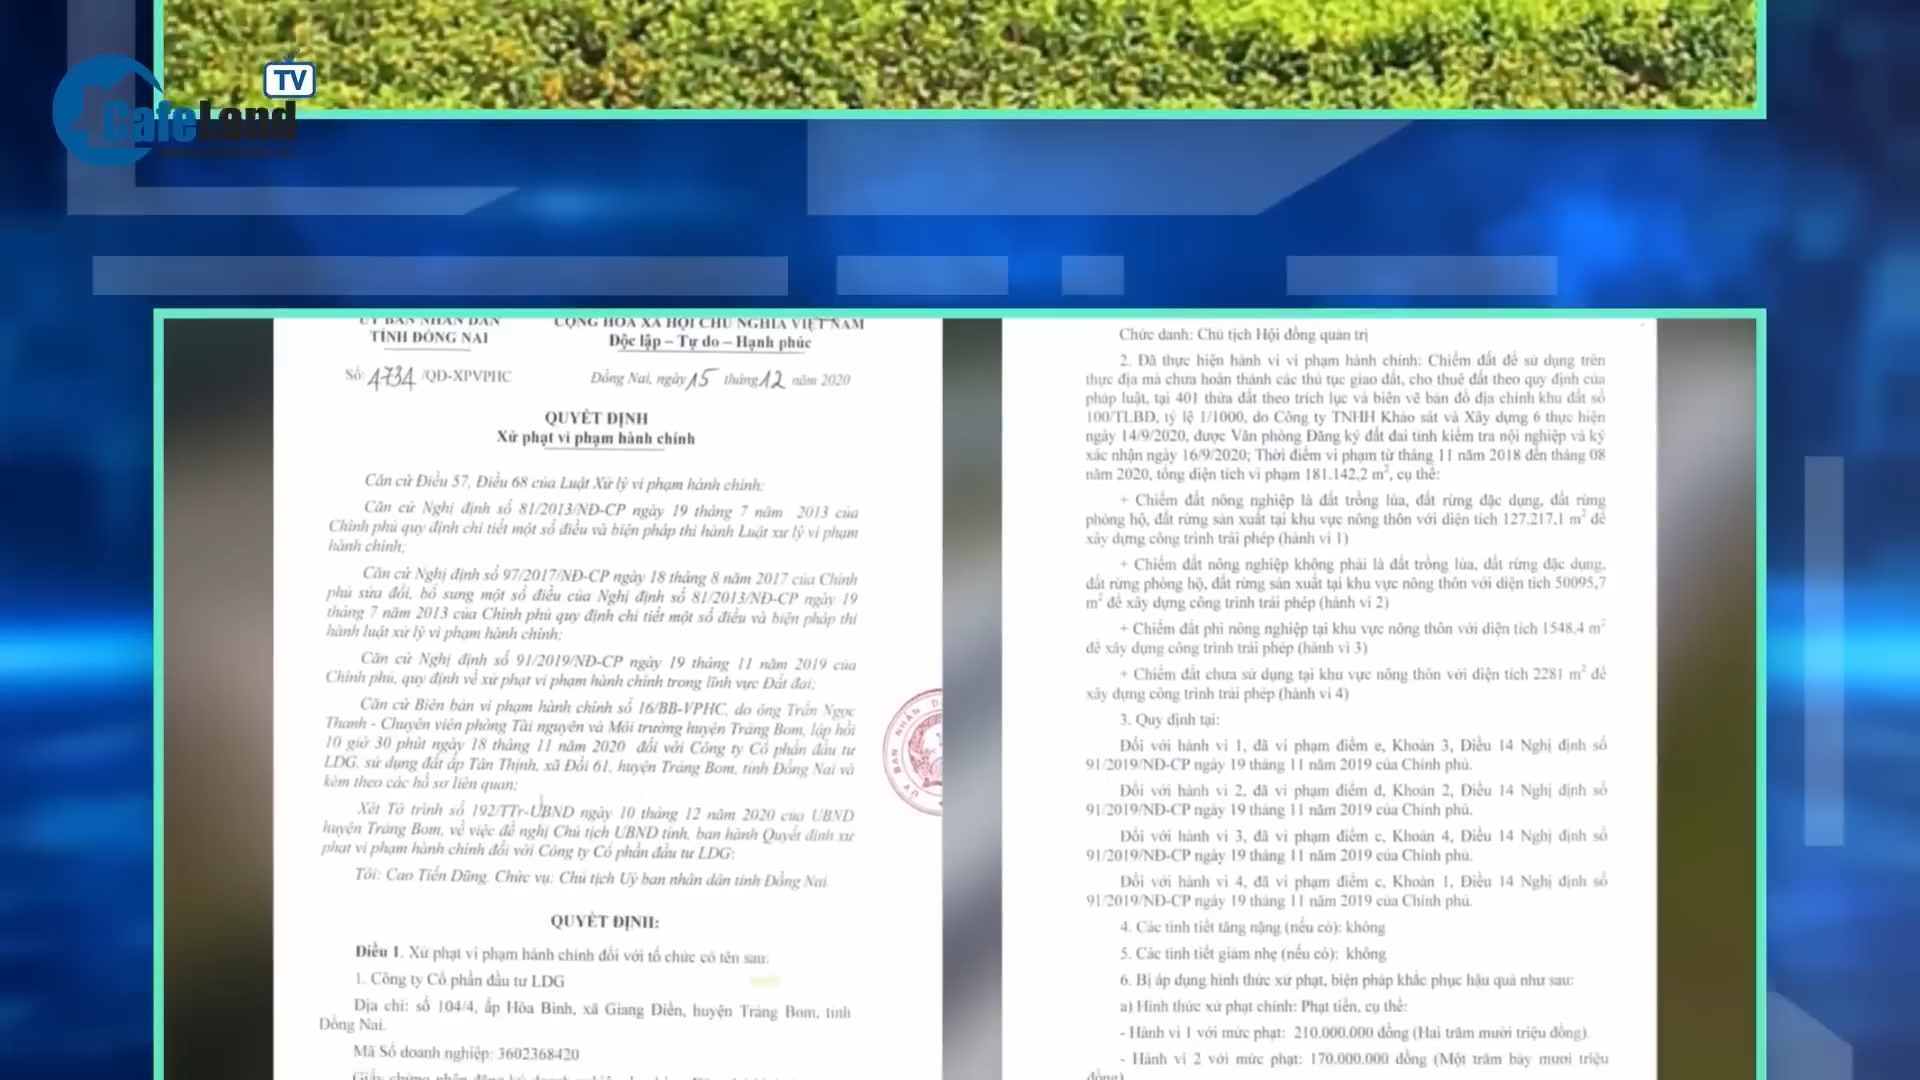 CafeLand
TV
ỦY BAN NHÂN DÂN
TỈNH ĐỒNG NAI
CỘNG HÒA XÃ HỘI CHỦ NGHĨA VIỆT NAM
Độc lập – Tự do – Hạnh phúc
Số: 4734 /QĐ-XPVPHC
Đồng Nai, ngày 15 tháng 12 năm 2020
QUYẾT ĐỊNH
Xử phạt vi phạm hành chính
Căn cứ Điều 57, Điều 68 của Luật Xử lý vi phạm hành chính;
Căn cứ Nghị định số 81/2013/NĐ-CP ngày 19 tháng 7 năm 2013 của
Chính phủ quy định chi tiết một số điều và biện pháp thi hành Luật xử lý vi phạm
hành chính;
Căn cứ Nghị định số 97/2017/NĐ-CP ngày 18 tháng 8 năm 2017 của Chính
phủ sửa đổi, bổ sung một số điều của Nghị định số 81/2013/NĐ-CP ngày 19
tháng 7 năm 2013 của Chính phủ quy định chi tiết một số điều và biện pháp thi
hành luật xử lý vi phạm hành chính;
Căn cứ Nghị định số 91/2019/NĐ-CP ngày 19 tháng 11 năm 2019 của
Chính phủ, quy định về xử phạt vi phạm hành chính trong lĩnh vực Đất đai;
Căn cứ Biên bản vi phạm hành chính số 16/BB-VPHC, do ông Trần Ngọc
Thanh - Chuyên viên phòng Tài nguyên và Môi trường huyện Trảng Bom, lập hồi
10 giờ 30 phút ngày 18 tháng 11 năm 2020 đối với Công ty Cổ phần đầu tư
LDG, sử dụng đất ấp Tân Thịnh, xã Đồi 61, huyện Trảng Bom, tỉnh Đồng Nai và
kèm theo các hồ sơ liên quan;
Xét Tờ trình số 192/TTr-UBND ngày 10 tháng 12 năm 2020 của UBND
huyện Trảng Bom, về việc đề nghị Chủ tịch UBND tỉnh, ban hành Quyết định xử
phạt vi phạm hành chính đối với Công ty Cổ phần đầu tư LDG;
Tôi: Cao Tiến Dũng. Chức vụ: Chủ tịch Uỷ ban nhân dân tỉnh Đồng Nai
QUYẾT ĐỊNH:
Điều 1. Xử phạt vi phạm hành chính đối với tổ chức có tên sau:
1. Công ty Cổ phần đầu tư LDG
Địa chỉ: số 104/4, ấp Hòa Bình, xã Giang Điền, huyện Trảng Bom, tỉnh
Đồng Nai.
Mã Số doanh nghiệp: 3602368420
Chức danh: Chủ tịch Hội đồng quản trị
2. Đã thực hiện hành vi vi phạm hành chính: Chiếm đất để sử dụng trên
thực địa mà chưa hoàn thành các thủ tục giao đất, cho thuê đất theo quy định của
pháp luật, tại 401 thửa đất theo trích lục và biên vẽ bản đồ địa chính khu đất số
100/TLBĐ, tỷ lệ 1/1000, do Công ty TNHH Khảo sát và Xây dựng 6 thực hiện
ngày 14/9/2020, được Văn phòng Đăng ký đất đai tỉnh kiểm tra nội nghiệp và ký
xác nhận ngày 16/9/2020; Thời điểm vi phạm từ tháng 11 năm 2018 đến tháng 08
năm 2020, tổng diện tích vi phạm 181.142,2 m², cụ thể:
+ Chiếm đất nông nghiệp là đất trồng lúa, đất rừng đặc dụng, đất rừng
phòng hộ, đất rừng sản xuất tại khu vực nông thôn với diện tích 127.217,1 m² để
xây dựng công trình trái phép (hành vi 1)
+ Chiếm đất nông nghiệp không phải là đất trồng lúa, đất rừng đặc dụng,
đất rừng phòng hộ, đất rừng sản xuất tại khu vực nông thôn với diện tích 50095,7
m² để xây dựng công trình trái phép (hành vi 2)
+ Chiếm đất phi nông nghiệp tại khu vực nông thôn với diện tích 1548,4 m²
để xây dựng công trình trái phép (hành vi 3)
+ Chiếm đất chưa sử dụng tại khu vực nông thôn với diện tích 2281 m² để
xây dựng công trình trái phép (hành vi 4)
3. Quy định tại:
Đối với hành vi 1, đã vi phạm điểm e, Khoản 3, Điều 14 Nghị định số
91/2019/NĐ-CP ngày 19 tháng 11 năm 2019 của Chính phủ.
Đối với hành vi 2, đã vi phạm điểm d, Khoản 2, Điều 14 Nghị định số
91/2019/NĐ-CP ngày 19 tháng 11 năm 2019 của Chính phủ.
Đối với hành vi 3, đã vi phạm điểm c, Khoản 4, Điều 14 Nghị định số
91/2019/NĐ-CP ngày 19 tháng 11 năm 2019 của Chính phủ.
Đối với hành vi 4, đã vi phạm điểm c, Khoản 1, Điều 14 Nghị định số
91/2019/NĐ-CP ngày 19 tháng 11 năm 2019 của Chính phủ.
4. Các tình tiết tăng nặng (nếu có): không
5. Các tình tiết giảm nhẹ (nếu có): không
6. Bị áp dụng hình thức xử phạt, biện pháp khắc phục hậu quả như sau:
a) Hình thức xử phạt chính: Phạt tiền, cụ thể:
- Hành vi 1 với mức phạt: 210.000.000 đồng (Hai trăm mười triệu đồng).
- Hành vi 2 với mức phạt: 170.000.000 đồng (Một trăm bảy mươi triệu
đồng)